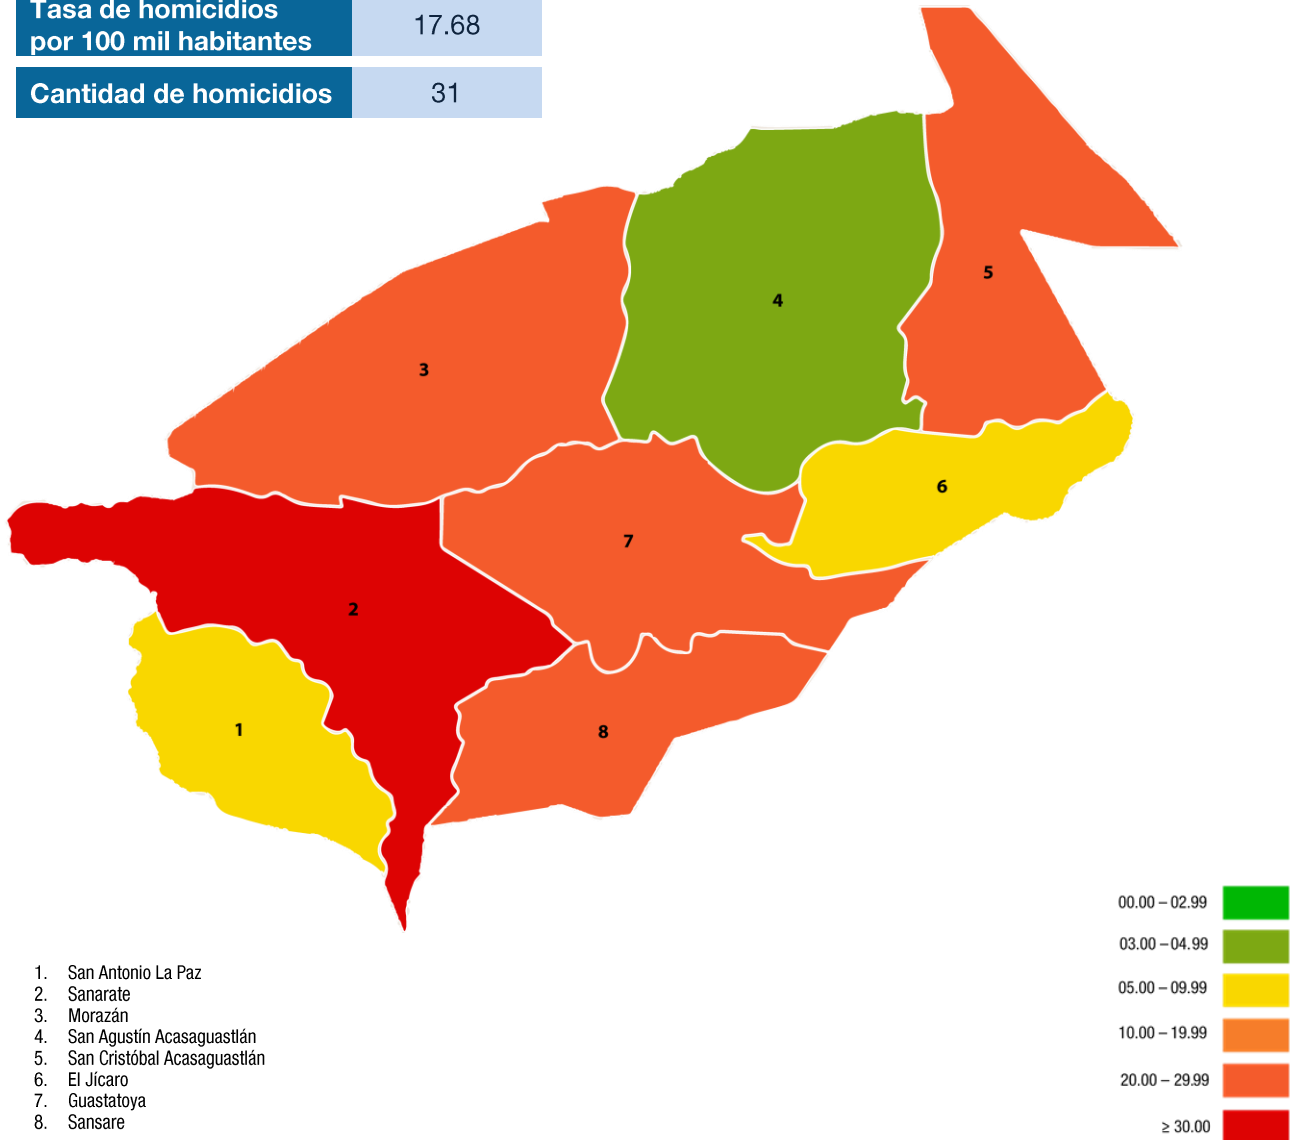 Tasa de homicidios
por 100 mil habitantes
17.68
Cantidad de homicidios
31
5
4
3
6
7
2
1
8
00.00 – 02.99
03.00 – 04.99
05.00 – 09.99
10.00 – 19.99
20.00 – 29.99
≥ 30.00
1. San Antonio La Paz
2. Sanarate
3. Morazán
4. San Agustín Acasaguastlán
5. San Cristóbal Acasaguastlán
6. El Jícaro
7. Guastatoya
8. Sansare